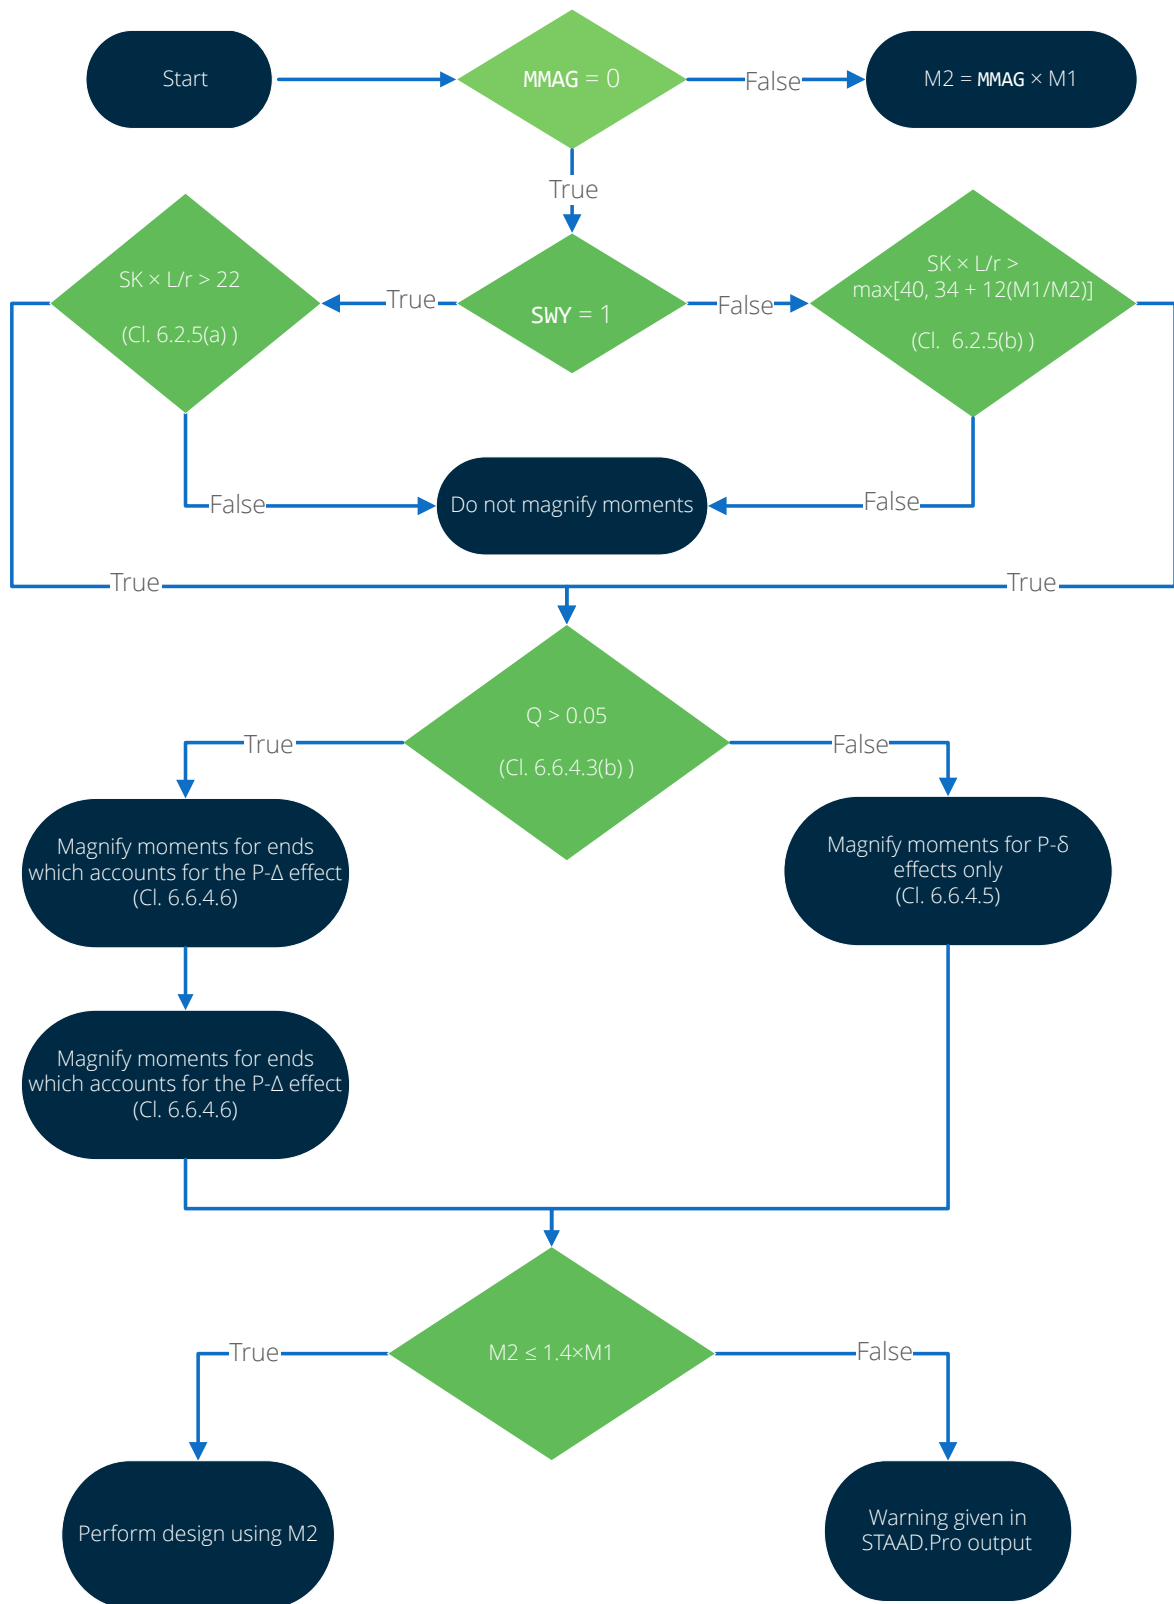 Start
MMAG = 0
False
M2 = MMAG × M1
True
SK × L/r > 22
(Cl. 6.2.5(a) )
True
SWY = 1
False
SK × L/r >
max[40, 34 + 12(M1/M2)]
(Cl.  6.2.5(b) )
False
Do not magnify moments
False
True
True
Q > 0.05
(Cl. 6.6.4.3(b) )
True
False
Magnify moments for ends
which accounts for the P-Δ effect
(Cl. 6.6.4.6)
Magnify moments for P-δ
effects only
(Cl. 6.6.4.5)
Magnify moments for ends
which accounts for the P-Δ effect
(Cl. 6.6.4.6)
M2 ≤ 1.4×M1
True
False
Perform design using M2
Warning given in
STAAD.Pro output